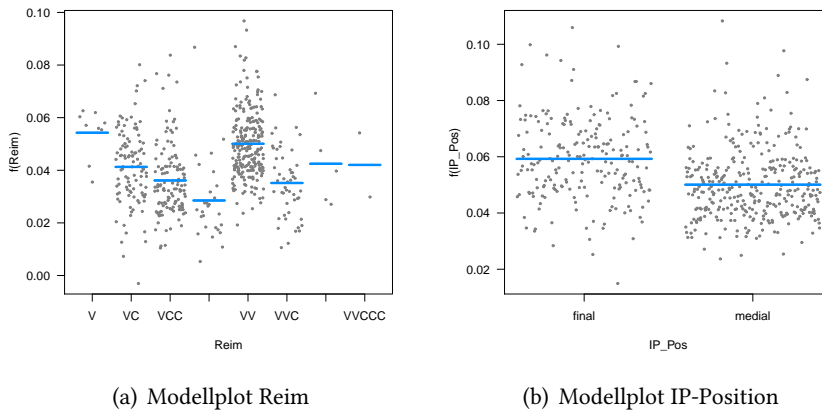 0.10
0.08
0.06
0.04
0.02
0.00
f(Reim)
V VC VCC VV VVC VVCCC
Reim
0.10
0.08
0.06
0.04
0.02
f(IP_Pos)
final medial
IP_Pos
(a) Modellplot Reim
(b) Modellplot IP-Position